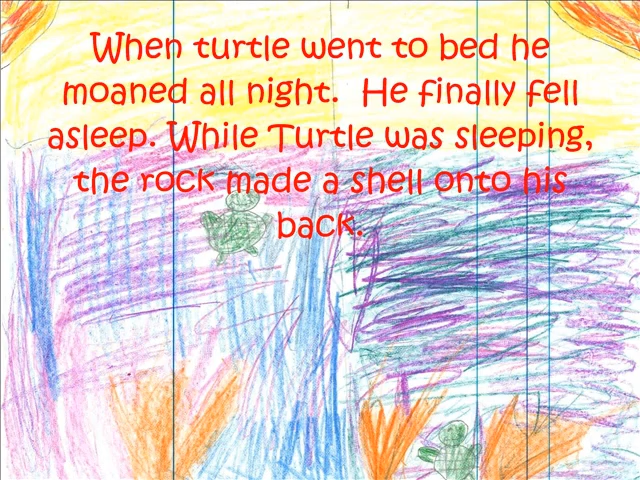 When turtle went to bed he
moaned all night.  He finally fell
asleep. While Turtle was sleeping,
the rock made a shell onto his
back.